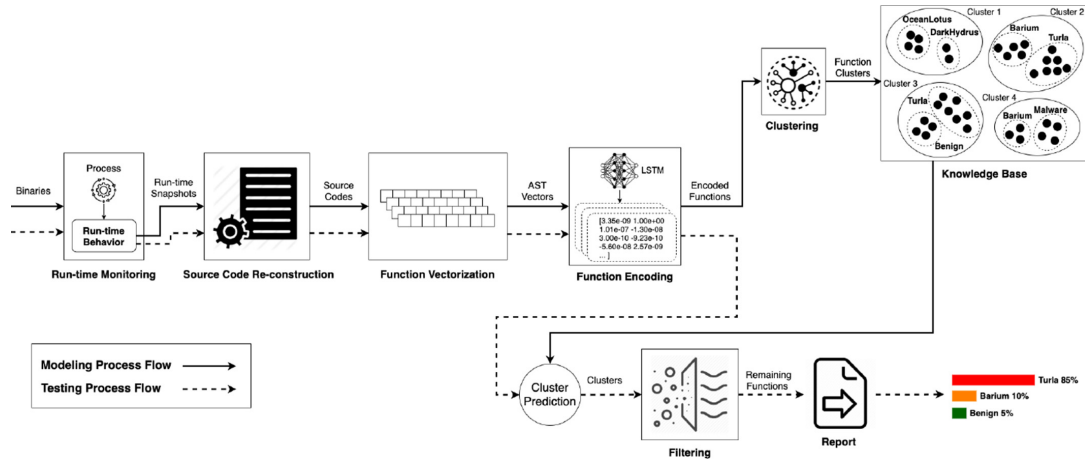 Cluster 1
OceanLotus
DarkHydrus
Cluster 2
Barium
Turla
Function
Clusters
Clustering
Cluster 3
Turla
Benign
Cluster 4
Barium
Malware
Knowledge Base
Binaries
Process
Run-time
Behavior
Run-time Monitoring
Run-time
Snapshots
Source Code Re-construction
Source
Codes
Function Vectorization
AST
Vectors
LSTM
[3.35e-09 1.00e+00
1.01e-07 -1.30e-08
3.00e-10 -9.23e-10
-5.60e-08 2.57e-09
... ]
Function Encoding
Encoded
Functions
Modeling Process Flow
Testing Process Flow
Cluster
Prediction
Clusters
Filtering
Remaining
Functions
Report
Turla 85%
Barium 10%
Benign 5%